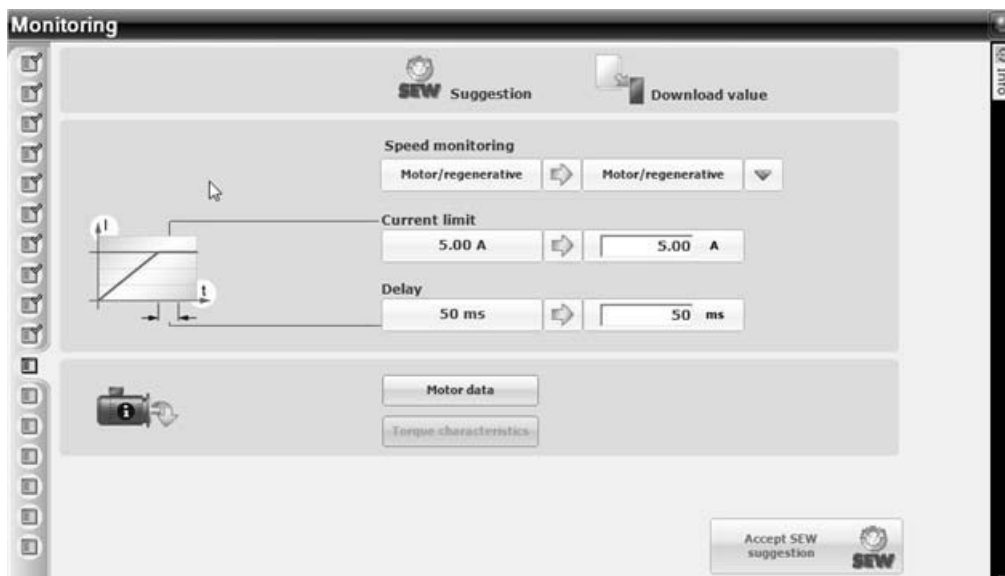 Monitoring
Info
SEW Suggestion
Download value
Speed monitoring
Motor/regenerative
Motor/regenerative
Current limit
I
5.00 A
5.00 A
t
Delay
50 ms
50 ms
i
Motor data
Torque characteristics
Accept SEW
suggestion
SEW